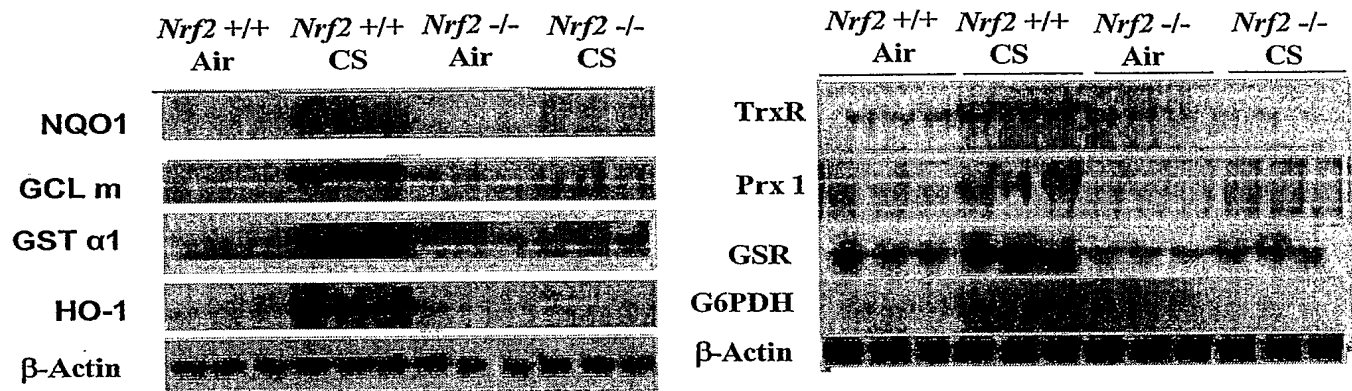 Nrf2 +/+ Nrf2 +/+ Nrf2 -/- Nrf2 -/-
Air CS Air CS
NQO1
GCL m
GST α1
HO-1
β-Actin
Nrf2 +/+ Nrf2 +/+ Nrf2 -/- Nrf2 -/-
Air CS Air CS
TrxR
Prx 1
GSR
G6PDH
β-Actin